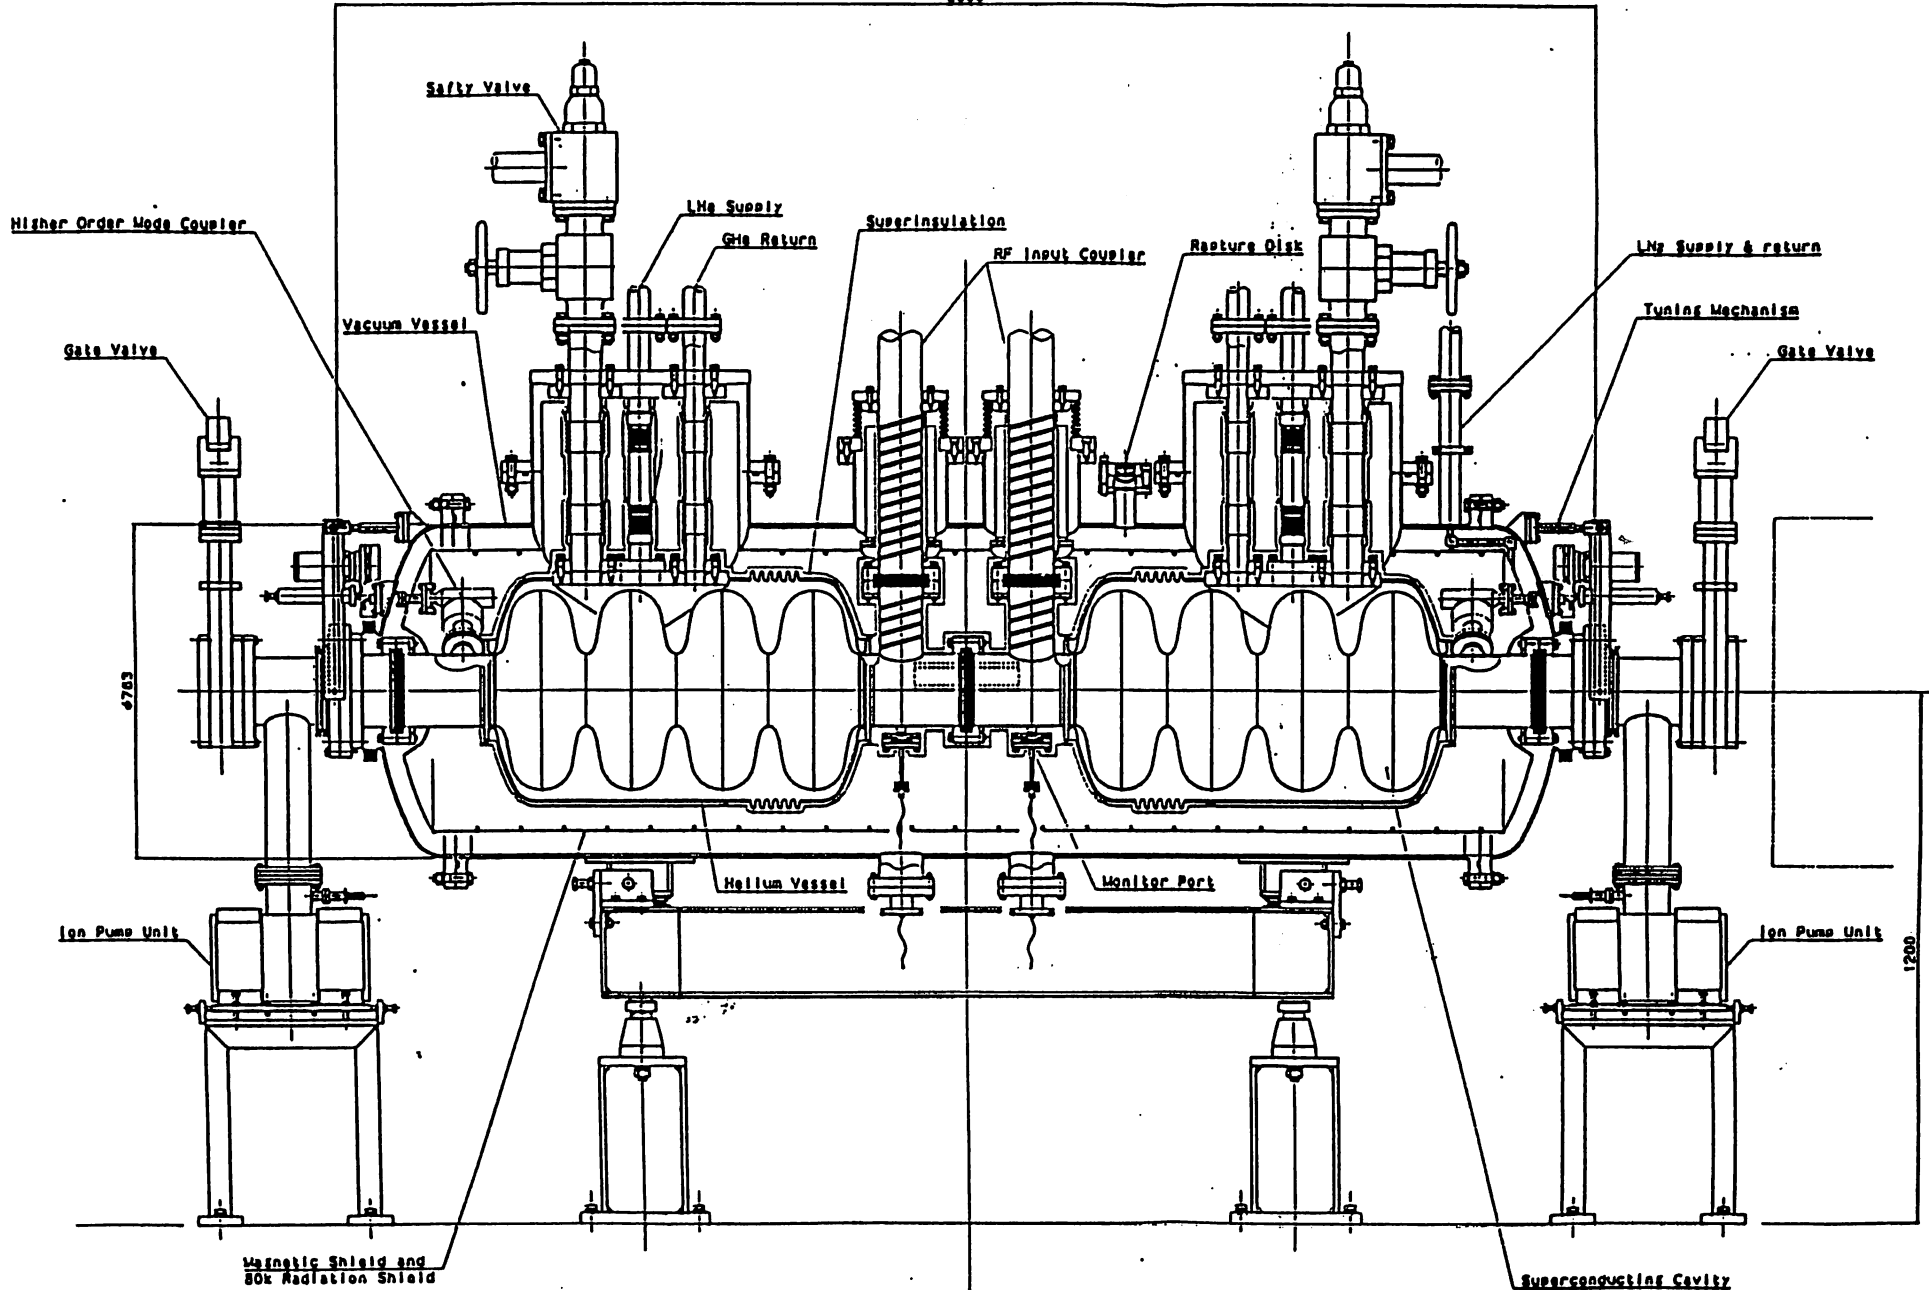 Safty Valve
LHe Supply
Higher Order Mode Coupler
Superinsulation
GHe Return
RF Input Coupler
Rapture Disk
LN2 Supply & return
Vacuum Vessel
Tuning Mechanism
Gate Valve
Gate Valve
Helium Vessel
Monitor Port
Ion Pump Unit
Ion Pump Unit
1200
Magnetic Shield and
80k Radiation Shield
Superconducting Cavity